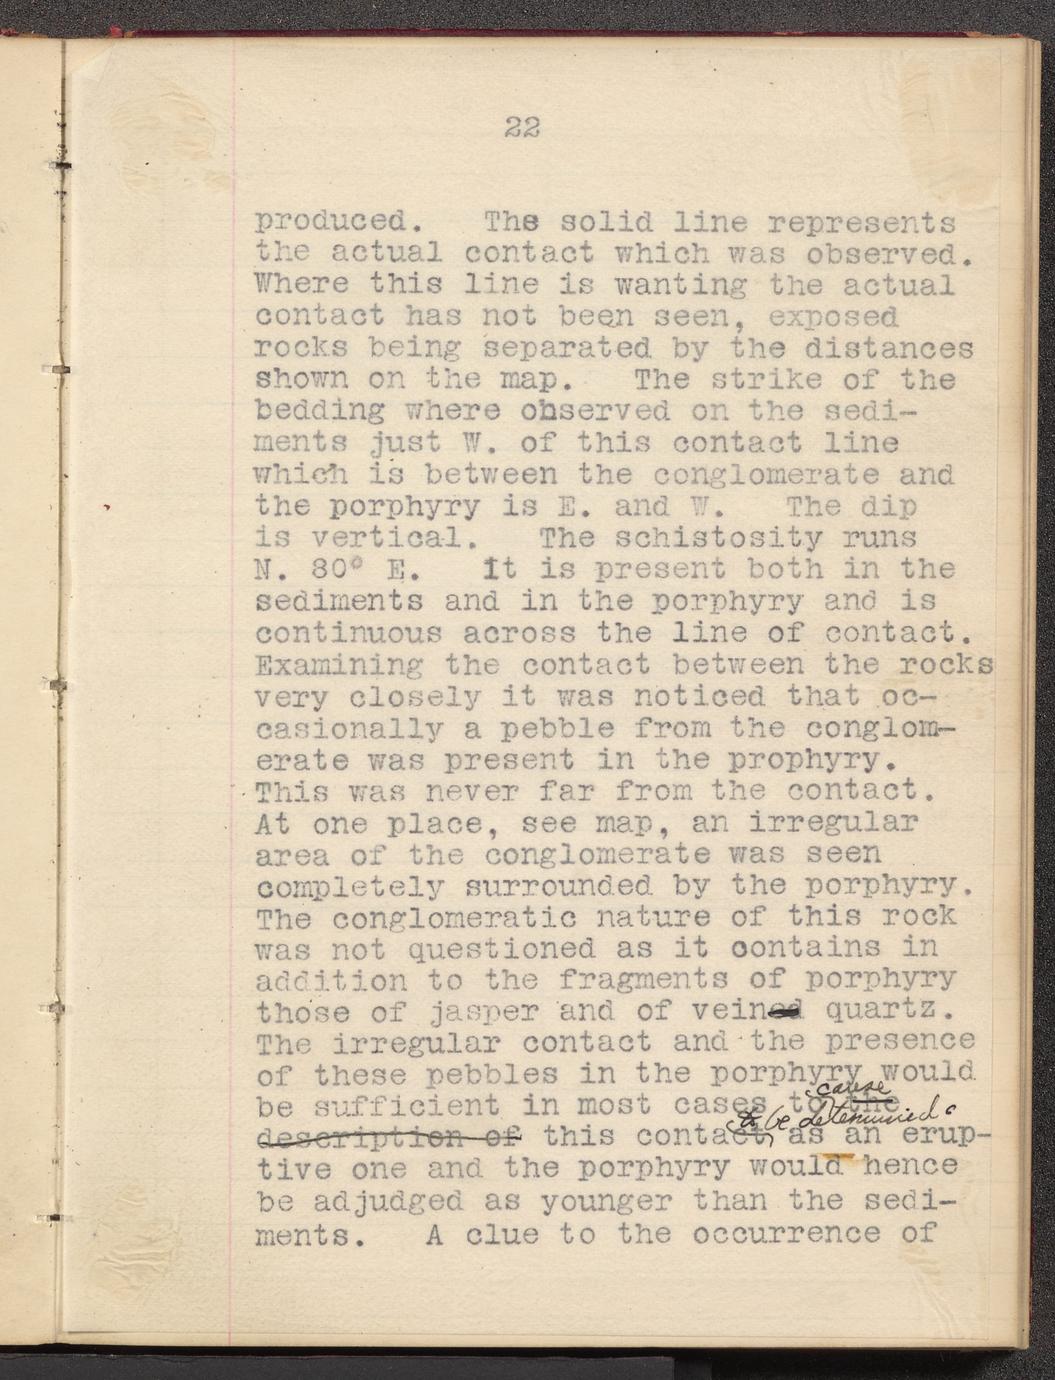 22
produced.   The solid line represents
the actual contact which was observed.
Where this line is wanting the actual
contact has not been seen, exposed
rocks being separated by the distances
shown on the map.   The strike of the
bedding where observed on the sedi-
ments just W. of this contact line
which is between the conglomerate and
the porphyry is E. and W.   The dip
is vertical.   The schistosity runs
N. 80° E.   It is present both in the
sediments and in the porphyry and is
continuous across the line of contact.
Examining the contact between the rocks
very closely it was noticed that oc-
casionally a pebble from the conglom-
erate was present in the prophyry.
This was never far from the contact.
At one place, see map, an irregular
area of the conglomerate was seen
completely surrounded by the porphyry.
The conglomeratic nature of this rock
was not questioned as it contains in
addition to the fragments of porphyry
those of jasper and of veined quartz.
The irregular contact and the presence
of these pebbles in the porphyry would
cause
be sufficient in most cases to the
to be determined
description of this contact, as an erup-
tive one and the porphyry would hence
be adjudged as younger than the sedi-
ments.   A clue to the occurrence of